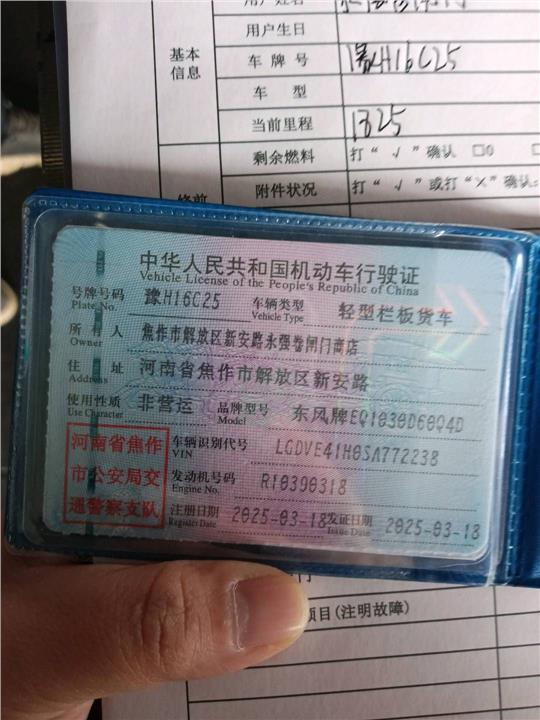 用户姓名
用户生日
基本
信息
车牌号 豫H16C25
车型
当前里程 1325
剩余燃料 打“√”确认 □0
附件状况 打“√”或打“×”确认:
中华人民共和国机动车行驶证
Vehicle License of the People's Republic of China
号牌号码 豫H16C25 车辆类型 轻型栏板货车
Plate No. Vehicle Type
所有人 焦作市解放区新安路永强卷闸门商店
Owner
住址 河南省焦作市解放区新安路
Address
使用性质 非营运 品牌型号 东风牌EQ1030D60Q4D
Use Character Model
河南省焦作
市公安局交
通警察支队
车辆识别代号 LGDVE41H0SA772238
VIN
发动机号码 R10390318
Engine No.
注册日期 2025-03-18 发证日期 2025-03-18
Register Date Issue Date
项目(注明故障)